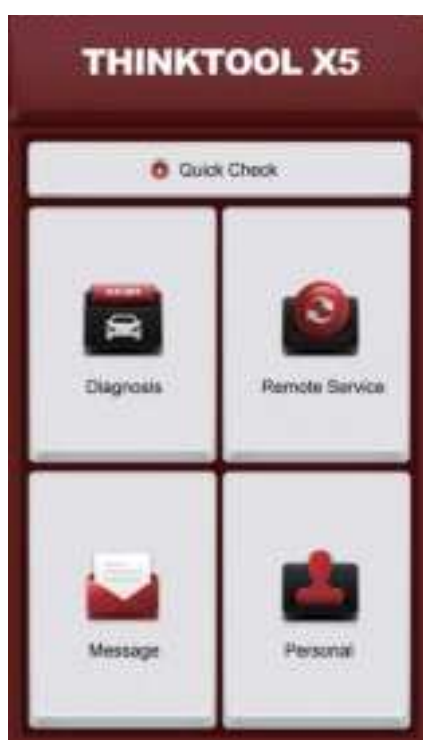 THINKTOOL X5
Quick Check
Diagnosis
Remote Service
Message
Personal